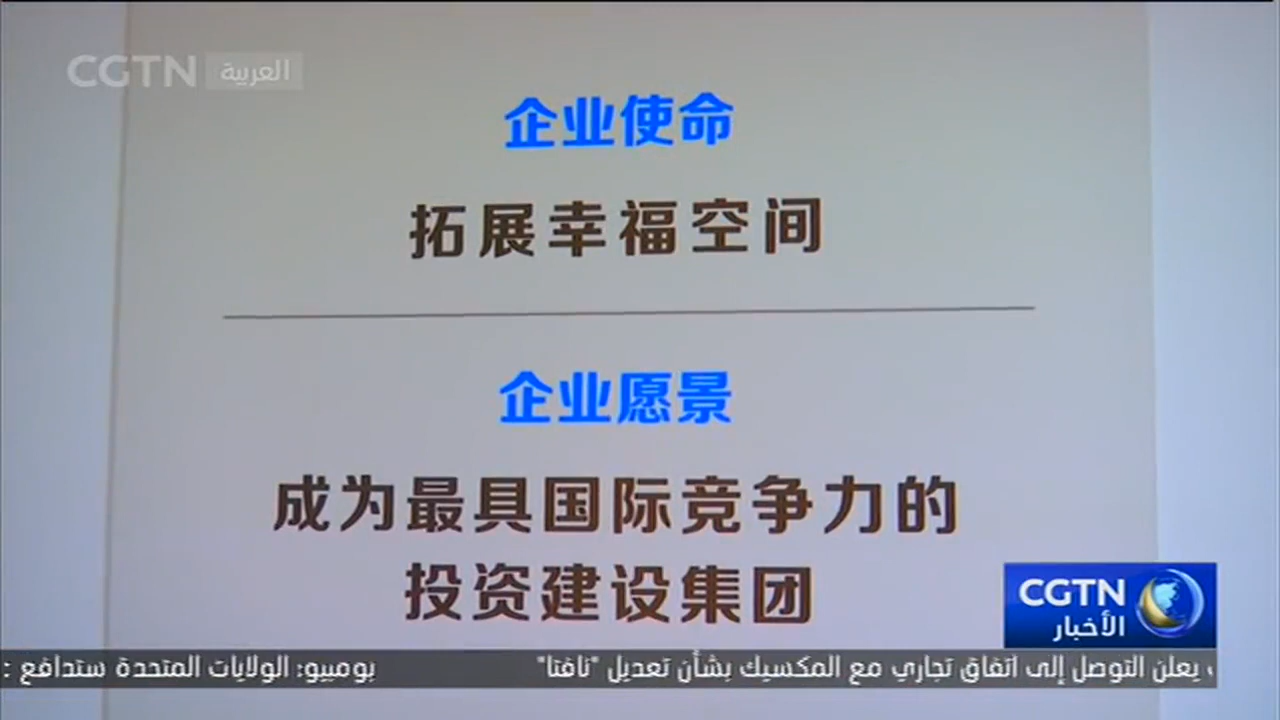 CGTN العربية
企业使命
拓展幸福空间
企业愿景
成为最具国际竞争力的
投资建设集团
CGTN
الأخبار
يعلن التوصل إلى اتفاق تجاري مع المكسيك بشأن تعديل "نافتا" بومبيو: الولايات المتحدة ستدافع